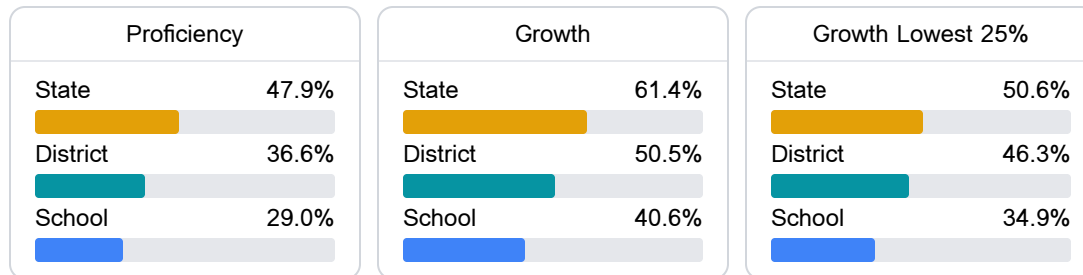 Proficiency
State 47.9%
District 36.6%
School 29.0%
Growth
State 61.4%
District 50.5%
School 40.6%
Growth Lowest 25%
State 50.6%
District 46.3%
School 34.9%